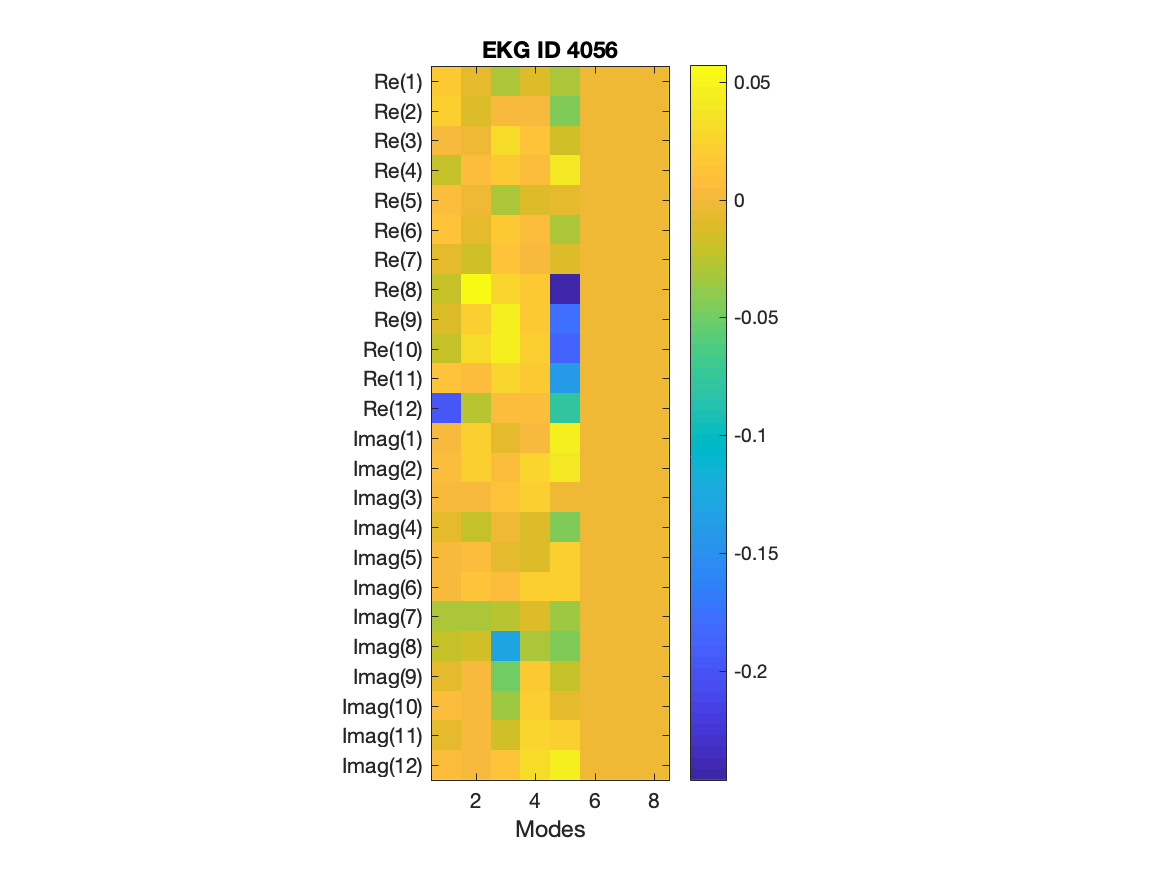 EKG ID 4056
Re(1)
Re(2)
Re(3)
Re(4)
Re(5)
Re(6)
Re(7)
Re(8)
Re(9)
Re(10)
Re(11)
Re(12)
Imag(1)
Imag(2)
Imag(3)
Imag(4)
Imag(5)
Imag(6)
Imag(7)
Imag(8)
Imag(9)
Imag(10)
Imag(11)
Imag(12)
2 4 6 8
Modes
0.05
0
-0.05
-0.1
-0.15
-0.2